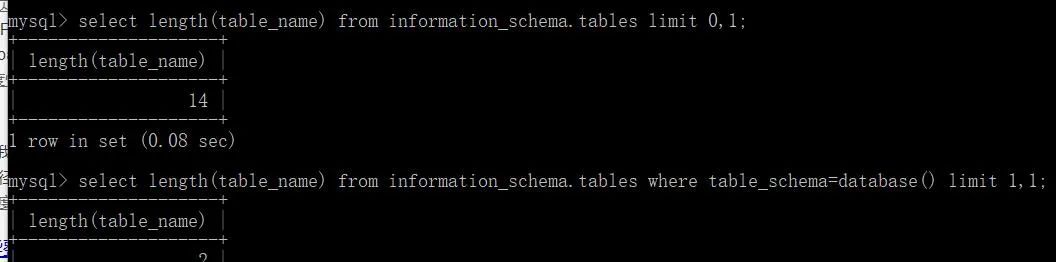 mysql> select length(table_name) from information_schema.tables limit 0,1;
+--------------------+
| length(table_name) |
+--------------------+
|                 14 |
+--------------------+
1 row in set (0.08 sec)
mysql> select length(table_name) from information_schema.tables where table_schema=database() limit 1,1;
+--------------------+
| length(table_name) |
+--------------------+